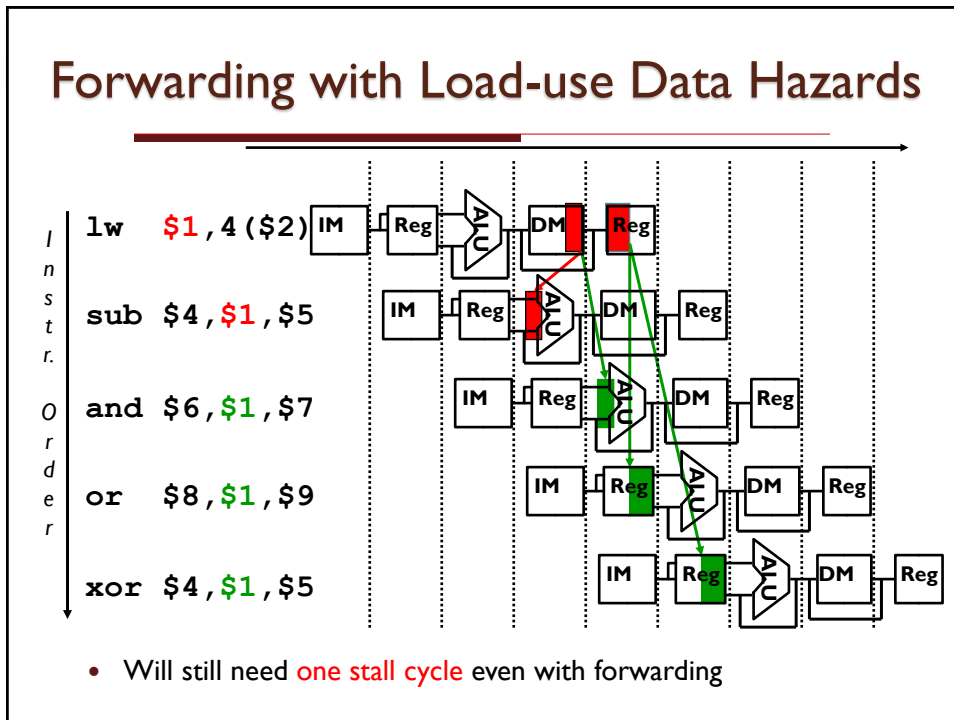 Forwarding with Load-use Data Hazards
Instr. Order
lw $1,4($2) IM Reg ALU DM Reg
sub $4,$1,$5 IM Reg ALU DM Reg
and $6,$1,$7 IM Reg ALU DM Reg
or $8,$1,$9 IM Reg ALU DM Reg
xor $4,$1,$5 IM Reg ALU DM Reg
• Will still need one stall cycle even with forwarding